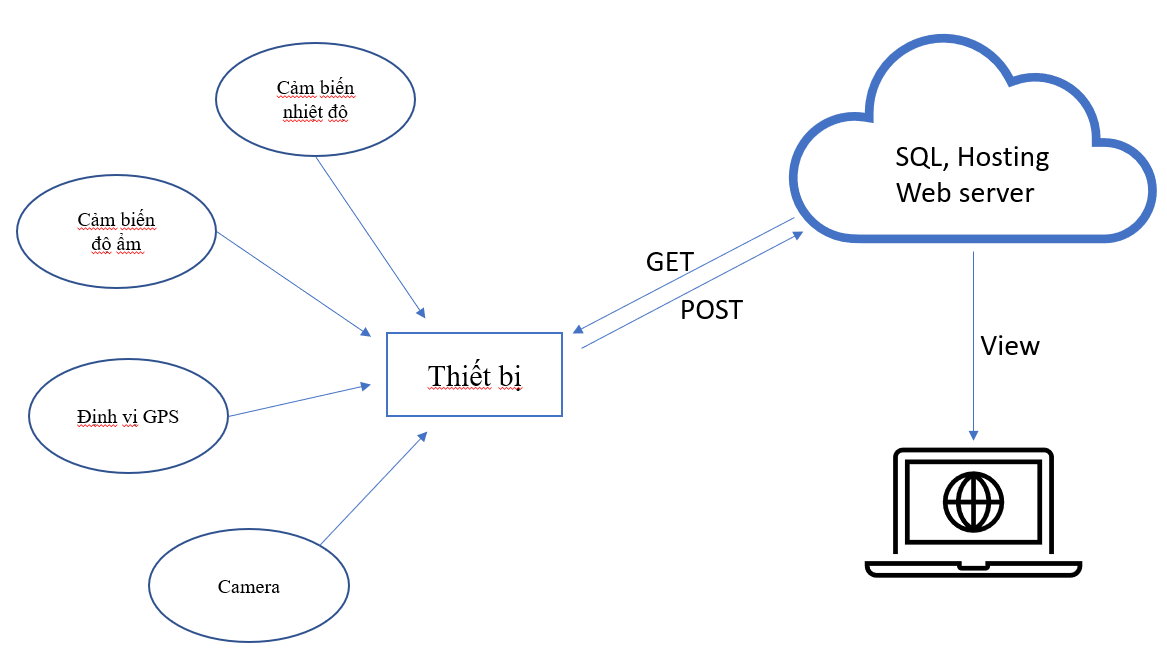 Cảm biến
nhiệt độ
Cảm biến
độ ẩm
Định vị GPS
Camera
Thiết bị
GET
POST
SQL, Hosting
Web server
View